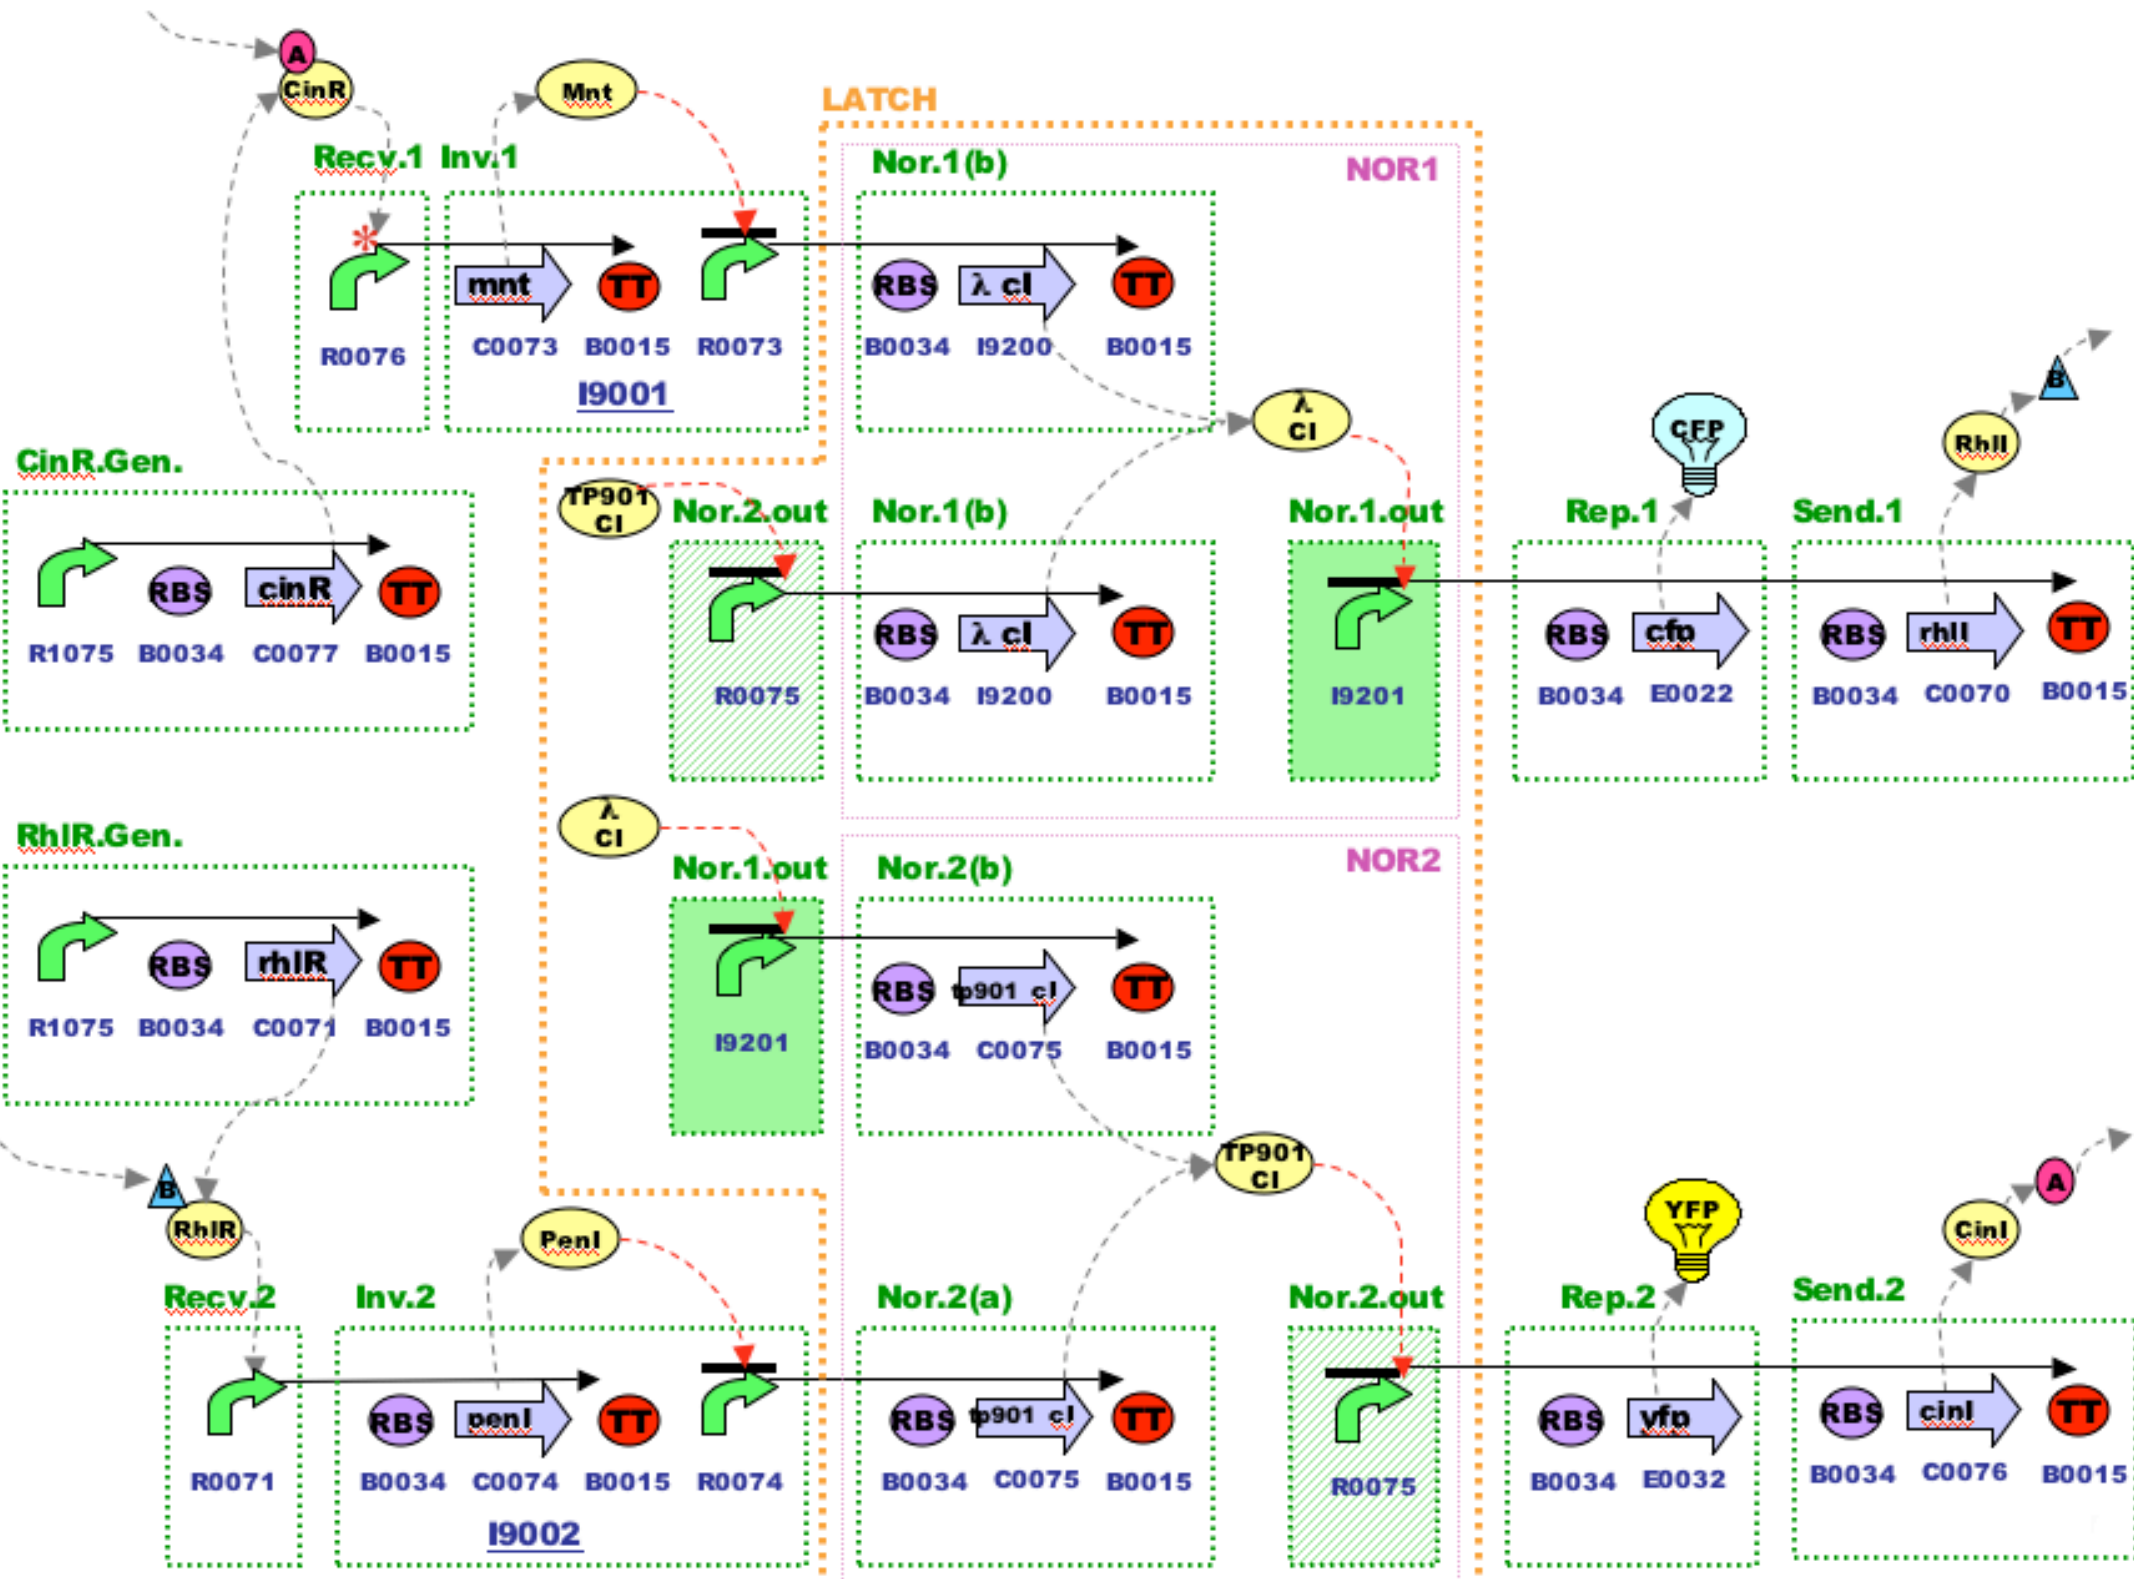 A
CinR
Mnt
LATCH
Recv.1 Inv.1
Nor.1(b)
NOR1
*
mnt
TT
RBS
λ cI
TT
R0076
C0073 B0015 R0073
B0034 I9200 B0015
I9001
λ
CI
CFP
RhlI
B
CinR.Gen.
TP901
CI
Nor.2.out
Nor.1(b)
Nor.1.out
Rep.1
Send.1
RBS
cinR
TT
RBS
λ cI
TT
RBS
cfp
RBS
rhlI
TT
R1075 B0034 C0077 B0015
R0075
B0034 I9200 B0015
I9201
B0034 E0022
B0034 C0070 B0015
λ
CI
RhlR.Gen.
Nor.1.out
Nor.2(b)
NOR2
RBS
rhlR
TT
RBS
tp901 cI
TT
R1075 B0034 C0071 B0015
I9201
B0034 C0075 B0015
B
RhlR
PenI
TP901
CI
YFP
CinI
A
Recv.2
Inv.2
Nor.2(a)
Nor.2.out
Rep.2
Send.2
RBS
penI
TT
RBS
tp901 cI
TT
RBS
yfp
RBS
cinI
TT
R0071
B0034 C0074 B0015 R0074
B0034 C0075 B0015
R0075
B0034 E0032
B0034 C0076 B0015
I9002